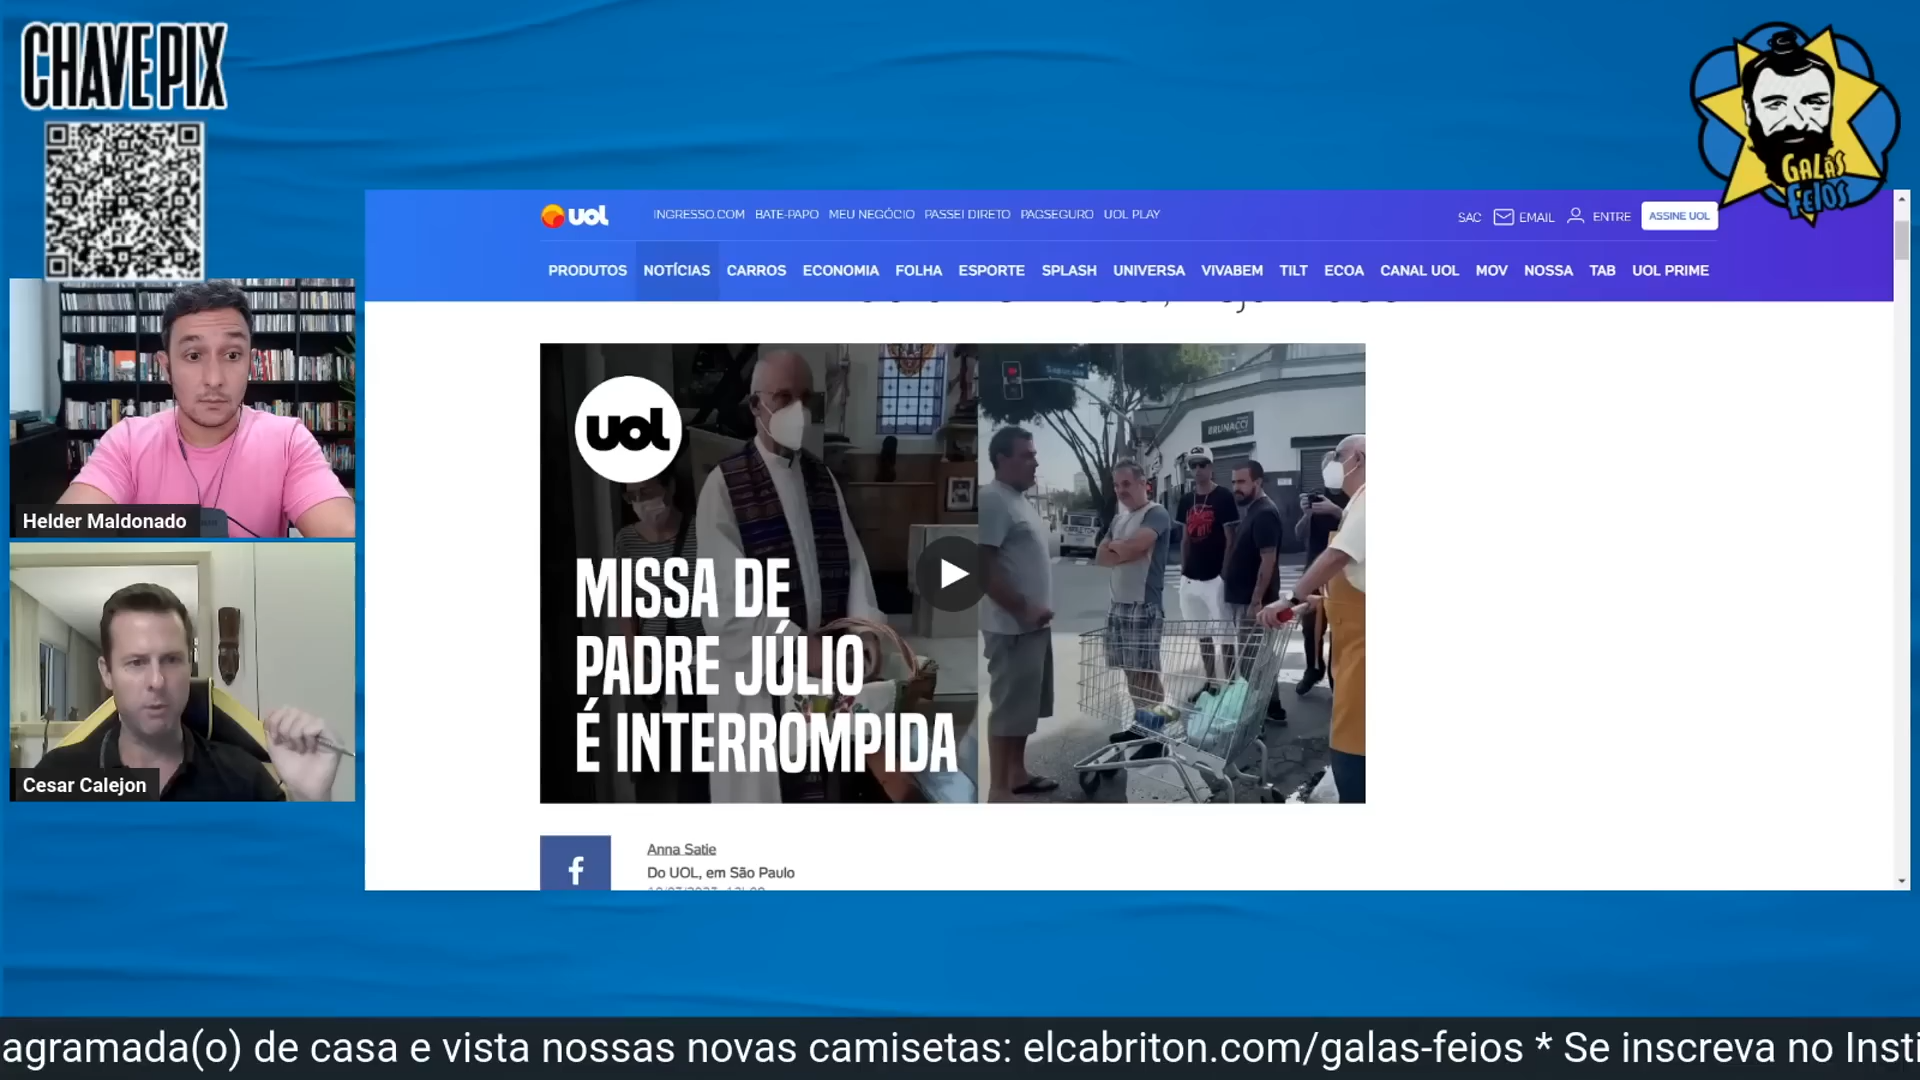 CHAVE PIX
GALÃS
FEIOS
uol
INGRESSO.COM BATE-PAPO MEU NEGÓCIO PASSEI DIRETO PAGSEGURO UOL PLAY
SAC EMAIL ENTRE ASSINE UOL
PRODUTOS NOTÍCIAS CARROS ECONOMIA FOLHA ESPORTE SPLASH UNIVERSA VIVABEM TILT ECOA CANAL UOL MOV NOSSA TAB UOL PRIME
uol
BRUNACCI
MISSA DE
PADRE JÚLIO
É INTERROMPIDA
Helder Maldonado
Cesar Calejon
f
Anna Satie
Do UOL, em São Paulo
agramada(o) de casa e vista nossas novas camisetas: elcabriton.com/galas-feios * Se inscreva no Insti